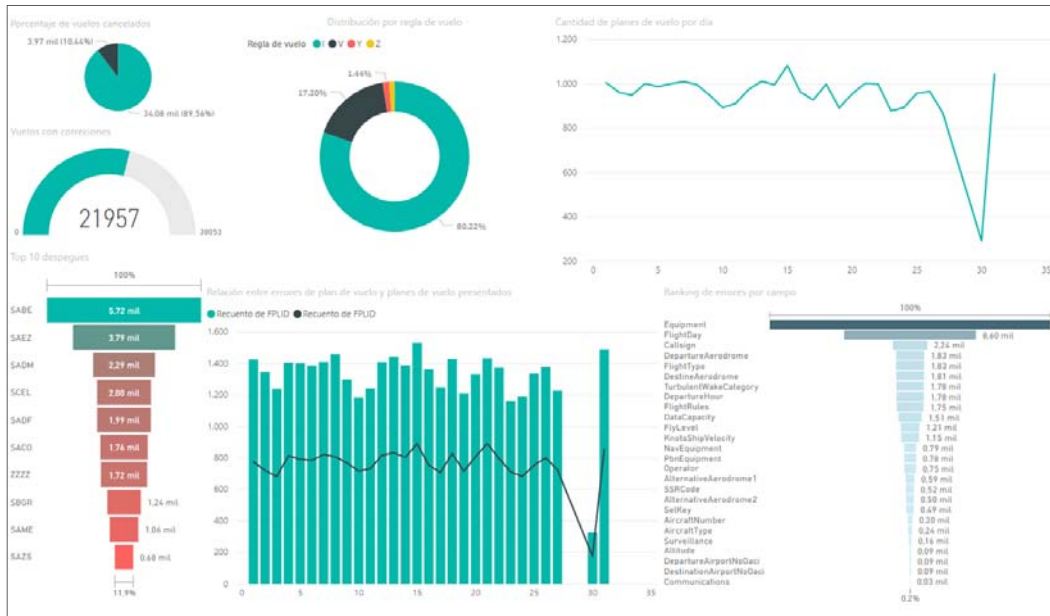 Porcentaje de vuelos cancelados
3.97 mil (10,44%)
34.08 mil (89,56%)
Vuelos con correciones
21957
0
Distribución por regla de vuelo
Regla de vuelo I V Y Z
1.44%
17.20%
80.22%
Cantidad de planes de vuelo por día
1.200
1.000
800
600
400
200
0 5 10 15 20 25 30 35
Top 10 despegues
100%
SABE 5,72 mil
SAEZ 3,79 mil
SADM 2,29 mil
SCEL 2,00 mil
SADF 1,99 mil
SACO 1,76 mil
ZZZZ 1,72 mil
SBGR 1,24 mil
SAME 1,06 mil
SAZS 0,68 mil
11,9%
Relación entre errores de plan de vuelo y planes de vuelo presentados
Recuento de FPLID Recuento de FPLID
1.600
1.400
1.200
1.000
800
600
400
200
0
0 5 10 15 20 25 30 35
Ranking de errores por campo
100%
Equipment
FlightDay 8,60 mil
Callsign 2,24 mil
DepartureAerodrome 1,83 mil
FlightType 1,83 mil
DestineAerodrome 1,81 mil
TurbulentWakeCategory 1,78 mil
DepartureHour 1,78 mil
FlightRules 1,75 mil
DataCapacity 1,51 mil
FlyLevel 1,21 mil
KnotsShipVelocity 1,15 mil
NavEquipment 0,79 mil
PbnEquipment 0,78 mil
Operator 0,75 mil
AlternativeAerodrome1 0,59 mil
SSRCode 0,52 mil
AlternativeAerodrome2 0,50 mil
SelKey 0,49 mil
AircraftNumber 0,30 mil
AircraftType 0,24 mil
Surveillance 0,16 mil
Altitude 0,09 mil
DepartureAirportNoOaci 0,09 mil
DestinationAirportNoOaci 0,09 mil
Communications 0,03 mil
0,2%